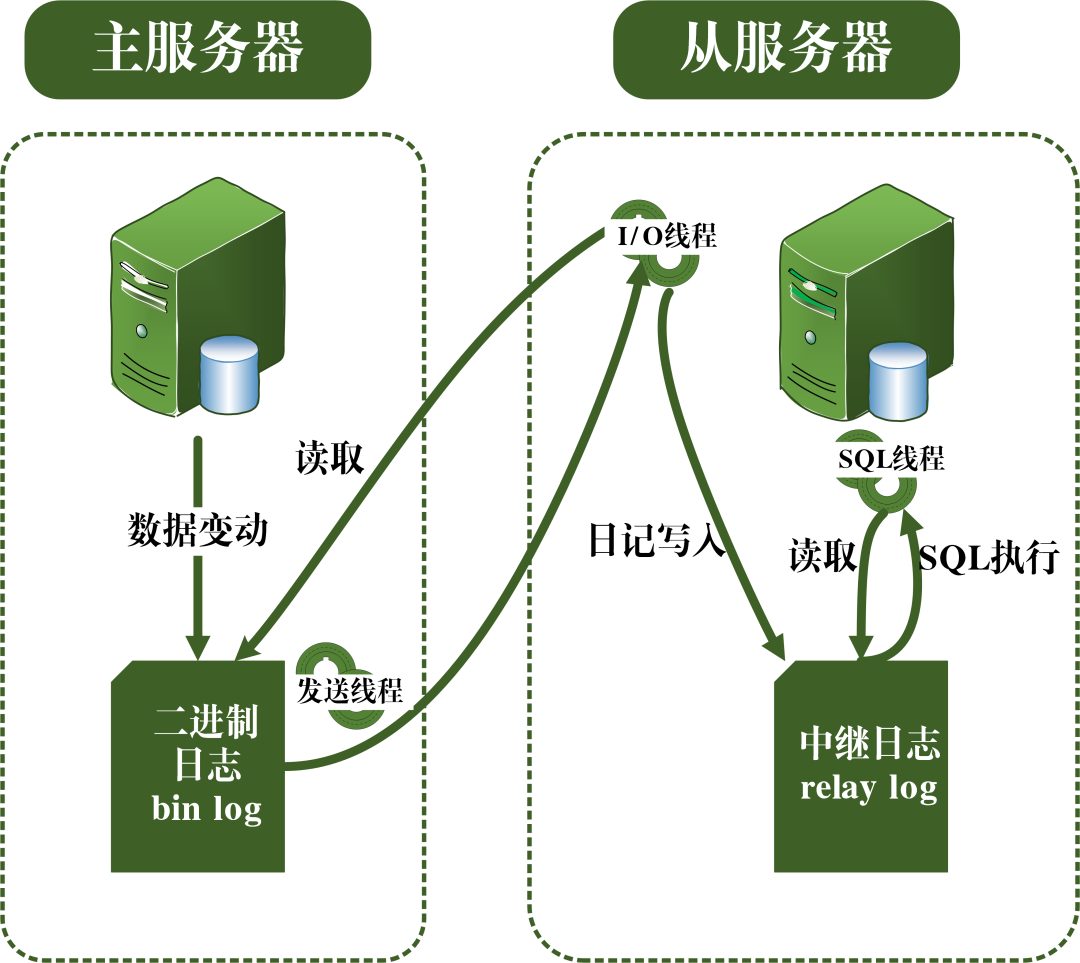 主服务器
从服务器
I/O线程
读取
数据变动
SQL线程
日记写入
读取
SQL执行
发送线程
二进制
日志
bin log
中继日志
relay log